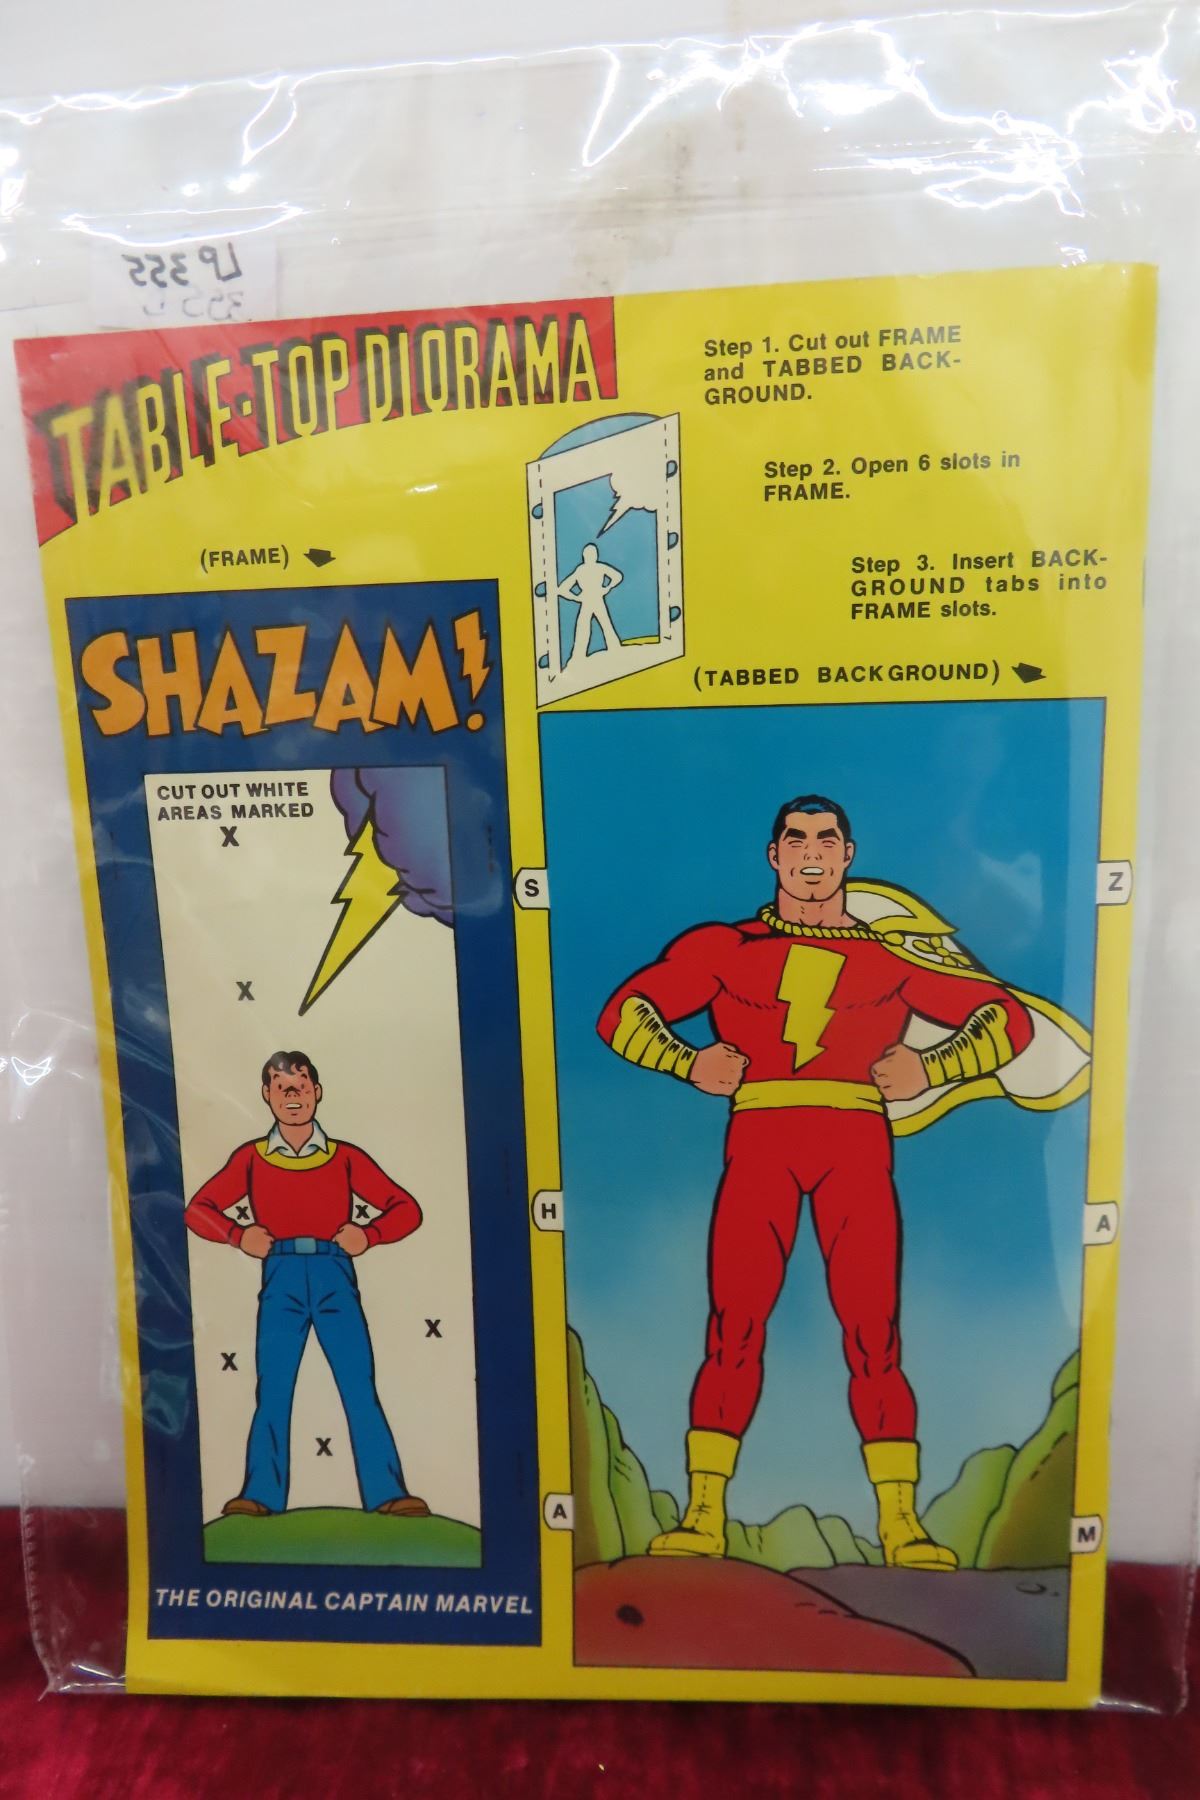 LP 355
TABLE-TOP DIORAMA
Step 1. Cut out FRAME
and TABBED BACK-
GROUND.
Step 2. Open 6 slots in
FRAME.
Step 3. Insert BACK-
GROUND tabs into
FRAME slots.
(FRAME)
SHAZAM!
CUT OUT WHITE
AREAS MARKED
X
X
X
X
X
X
X
THE ORIGINAL CAPTAIN MARVEL
(TABBED BACKGROUND)
S
H
A
Z
A
M